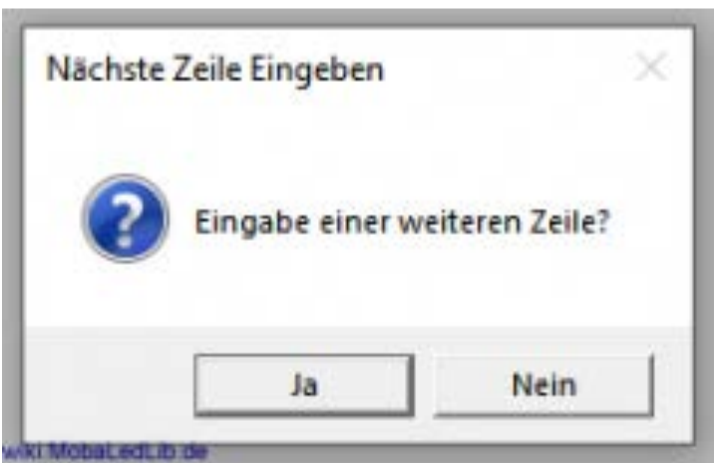 Nächste Zeile Eingeben
Eingabe einer weiteren Zeile?
Ja
Nein
wiki MobaLedLib.de